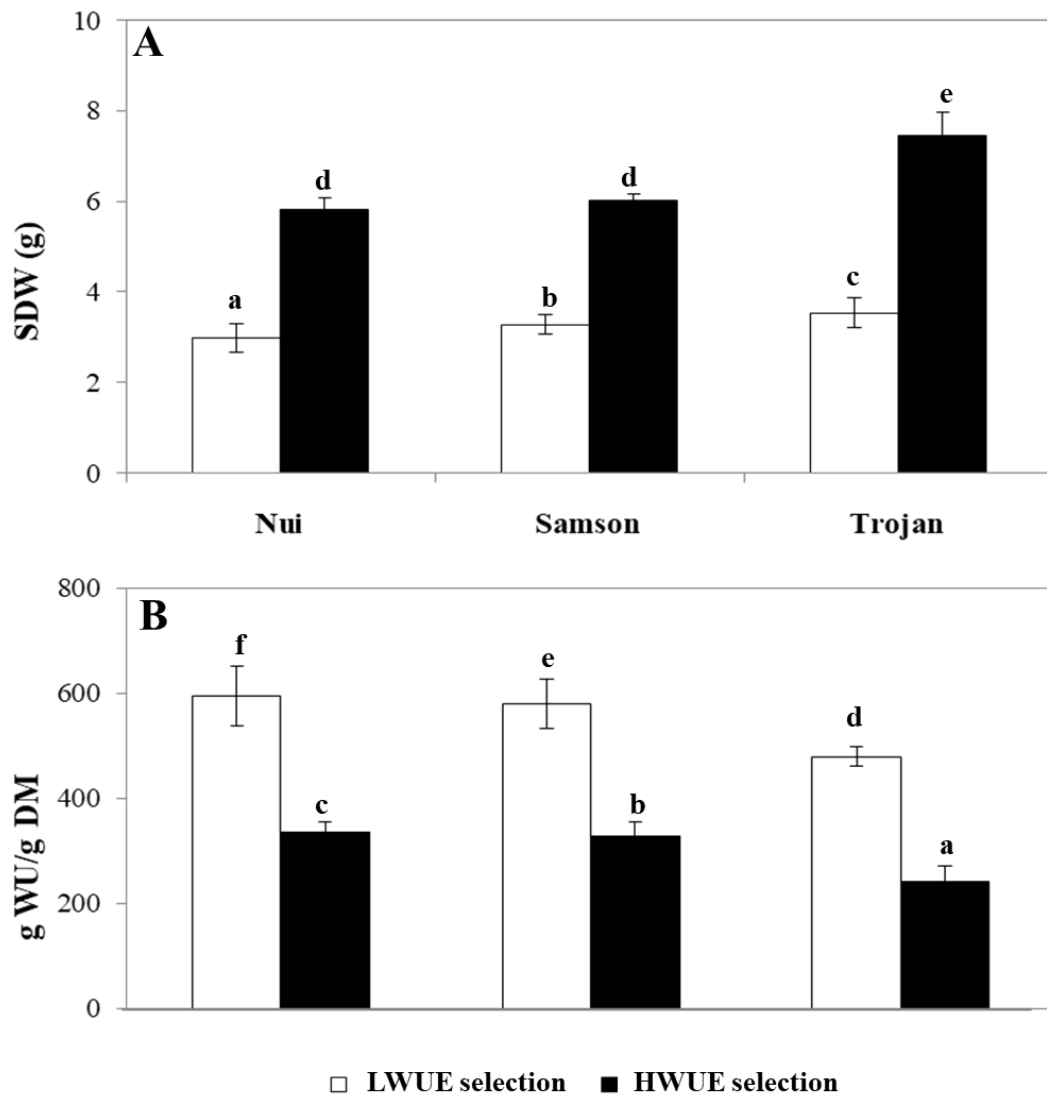 A
SDW (g)
10
8
6
4
2
0
a
d
b
d
c
e
Nui Samson Trojan
B
g WU/g DM
800
600
400
200
0
f
c
e
b
d
a
LWUE selection HWUE selection